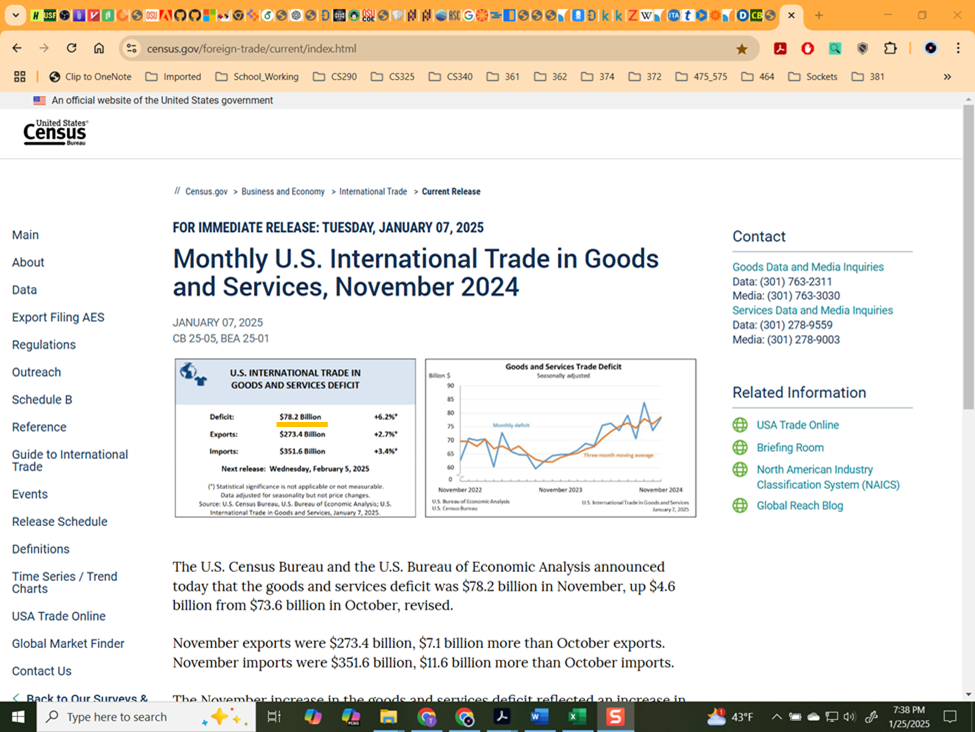 census.gov/foreign-trade/current/index.html
Clip to OneNote Imported School_Working CS290 CS325 CS340 361 362 374 372 475_575 464 Sockets 381 »
An official website of the United States government
United States®
Census
Bureau
// Census.gov > Business and Economy > International Trade > Current Release
FOR IMMEDIATE RELEASE: TUESDAY, JANUARY 07, 2025
Monthly U.S. International Trade in Goods
and Services, November 2024
JANUARY 07, 2025
CB 25-05, BEA 25-01
Main
About
Data
Export Filing AES
Regulations
Outreach
Schedule B
Reference
Guide to International
Trade
Events
Release Schedule
Definitions
Time Series / Trend
Charts
USA Trade Online
Global Market Finder
Contact Us
Back to Our Surveys &
U.S. INTERNATIONAL TRADE IN
GOODS AND SERVICES DEFICIT
Deficit: $78.2 Billion +6.2%*
Exports: $273.4 Billion +2.7%*
Imports: $351.6 Billion +3.4%*
Next release: Wednesday, February 5, 2025
(*) Statistical significance is not applicable or not measurable.
Data adjusted for seasonality but not price changes.
Source: U.S. Census Bureau, U.S. Bureau of Economic Analysis; U.S.
International Trade in Goods and Services, January 7, 2025.
Goods and Services Trade Deficit
Seasonally adjusted
Billion $
90
85
80
75
70
65
60
0
Monthly deficit
Three-month moving average
November 2022 November 2023 November 2024
U.S. Bureau of Economic Analysis
U.S. Census Bureau
U.S. International Trade in Goods and Services
January 7, 2025
The U.S. Census Bureau and the U.S. Bureau of Economic Analysis announced
today that the goods and services deficit was $78.2 billion in November, up $4.6
billion from $73.6 billion in October, revised.
November exports were $273.4 billion, $7.1 billion more than October exports.
November imports were $351.6 billion, $11.6 billion more than October imports.
The November increase in the goods and services deficit reflected an increase in
Contact
Goods Data and Media Inquiries
Data: (301) 763-2311
Media: (301) 763-3030
Services Data and Media Inquiries
Data: (301) 278-9559
Media: (301) 278-9003
Related Information
USA Trade Online
Briefing Room
North American Industry
Classification System (NAICS)
Global Reach Blog
Type here to search
43°F
7:38 PM
1/25/2025